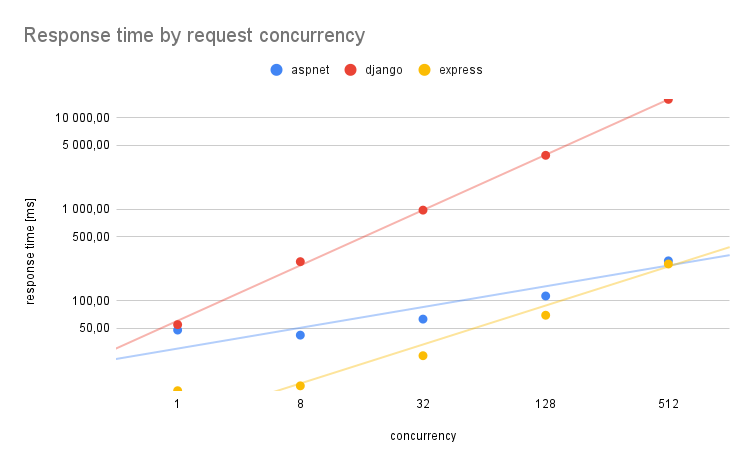 Response time by request concurrency
aspnet django express
10 000,00
5 000,00
1 000,00
500,00
100,00
50,00
response time [ms]
1 8 32 128 512
concurrency